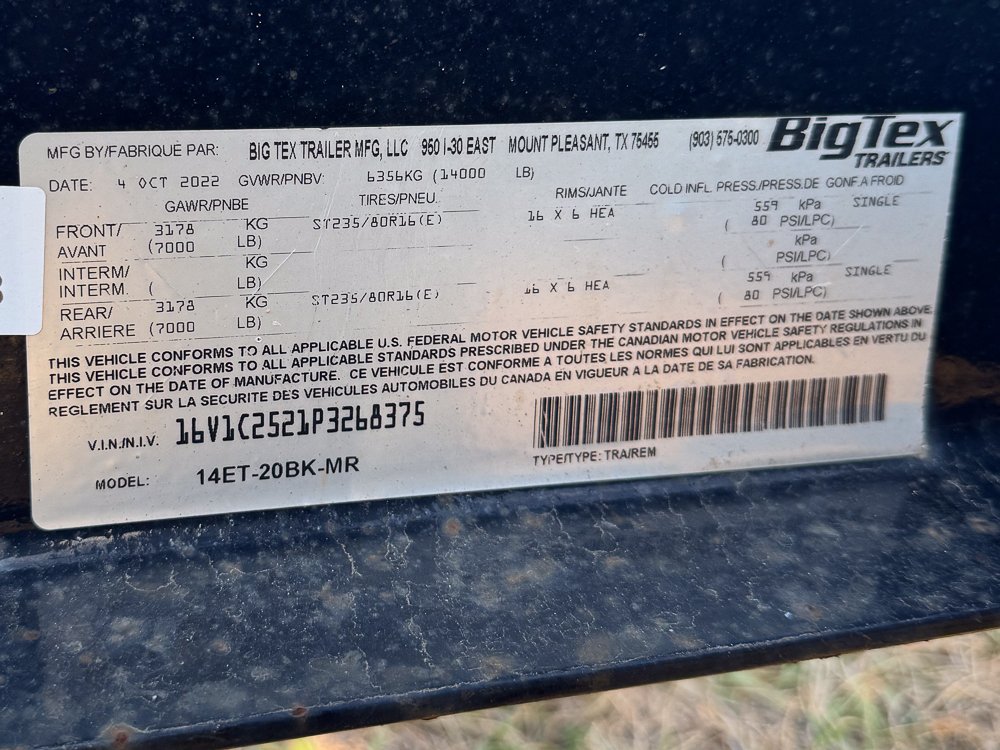 MFG BY/FABRIQUE PAR: BIG TEX TRAILER MFG, LLC 950 I-30 EAST MOUNT PLEASANT, TX 75455 (903) 575-0300 BigTex TRAILERS
DATE: 4 OCT 2022 GVWR/PNBV: 6356KG (14000 LB)
GAWR/PNBE TIRES/PNEU. RIMS/JANTE COLD INFL. PRESS./PRESS.DE GONF.A FROID
FRONT/ 3178 KG ST235/80R16(E) 16 X 6 HEA 559 kPa SINGLE
AVANT (7000 LB) ( 80 PSI/LPC)
INTERM/ KG kPa
INTERM. ( LB) ( PSI/LPC)
REAR/ 3178 KG ST235/80R16(E) 16 X 6 HEA 559 kPa SINGLE
ARRIERE (7000 LB) ( 80 PSI/LPC)
THIS VEHICLE CONFORMS TO ALL APPLICABLE U.S. FEDERAL MOTOR VEHICLE SAFETY STANDARDS IN EFFECT ON THE DATE SHOWN ABOVE.
THIS VEHICLE CONFORMS TO ALL APPLICABLE STANDARDS PRESCRIBED UNDER THE CANADIAN MOTOR VEHICLE SAFETY REGULATIONS IN
EFFECT ON THE DATE OF MANUFACTURE. CE VEHICULE EST CONFORME A TOUTES LES NORMES QUI LUI SONT APPLICABLES EN VERTU DU
REGLEMENT SUR LA SECURITE DES VEHICULES AUTOMOBILES DU CANADA EN VIGUEUR A LA DATE DE SA FABRICATION.
V.I.N./N.I.V. 16V1C2521P3268375
TYPE/TYPE: TRA/REM
MODEL: 14ET-20BK-MR